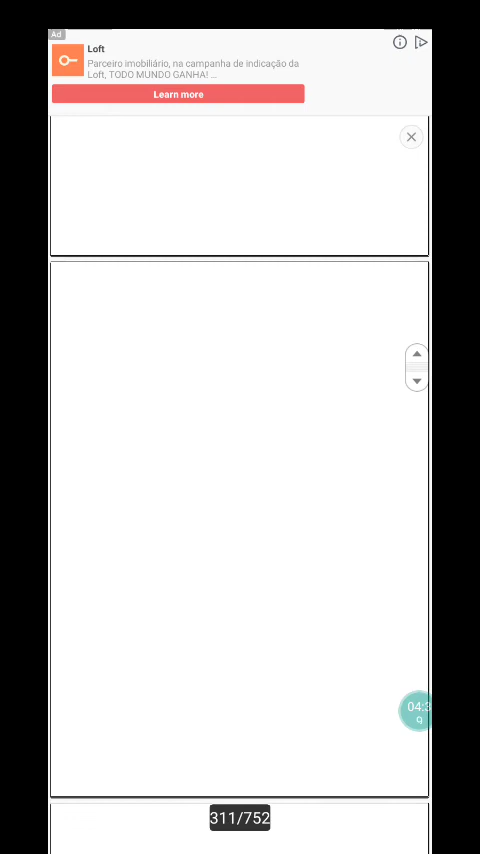 Ad
Loft
Parceiro imobiliário, na campanha de indicação da
Loft, TODO MUNDO GANHA! ...
Learn more
04:3
311/752